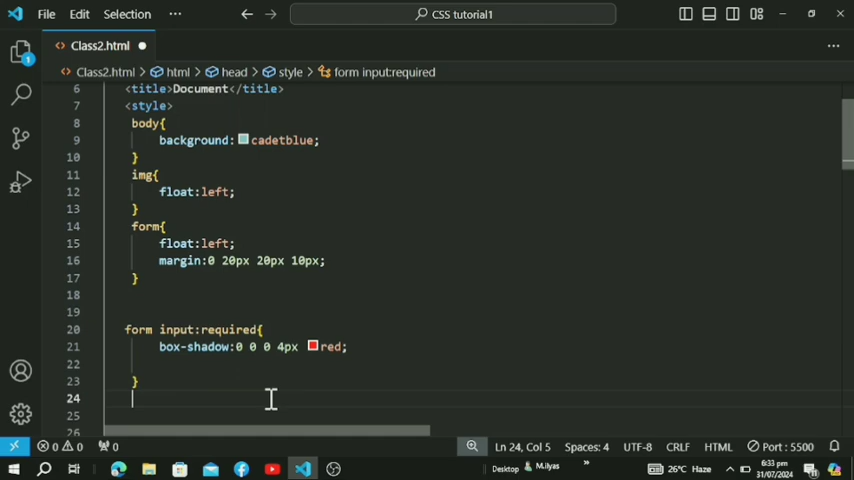 File Edit Selection ··· CSS tutorial1
Class2.html
Class2.html > html > head > style > form input:required
6 <title>Document</title>
7 <style>
8 body{
9 background: cadetblue;
10 }
11 img{
12 float:left;
13 }
14 form{
15 float:left;
16 margin:0 20px 20px 10px;
17 }
18
19
20 form input:required{
21 box-shadow:0 0 0 4px red;
22
23 }
24
25
26
1
0 0 0 Ln 24, Col 5 Spaces: 4 UTF-8 CRLF HTML Port : 5500
Desktop M.ilyas » 26°C Haze 6:33 pm
31/07/2024